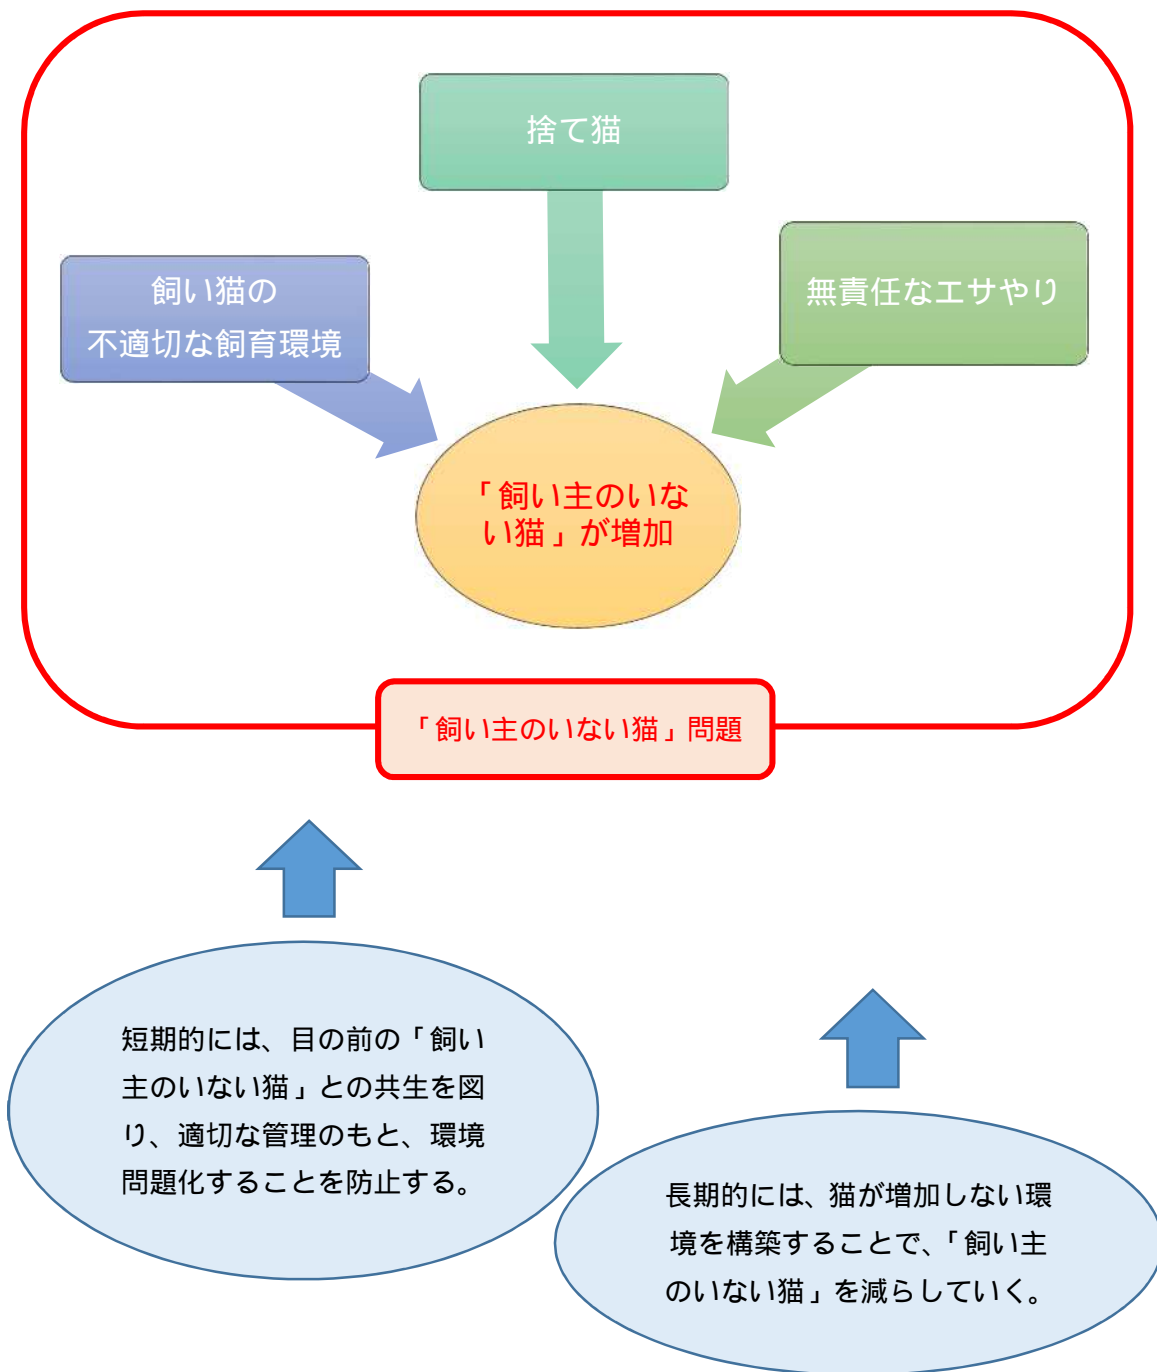 捨て猫
飼い猫の
不適切な飼育環境
無責任なエサやり
「飼い主のいな
い猫」が増加
「飼い主のいない猫」問題
短期的には、目の前の「飼い
主のいない猫」との共生を図
り、適切な管理のもと、環境
問題化することを防止する。
長期的には、猫が増加しない環
境を構築することで、「飼い主
のいない猫」を減らしていく。